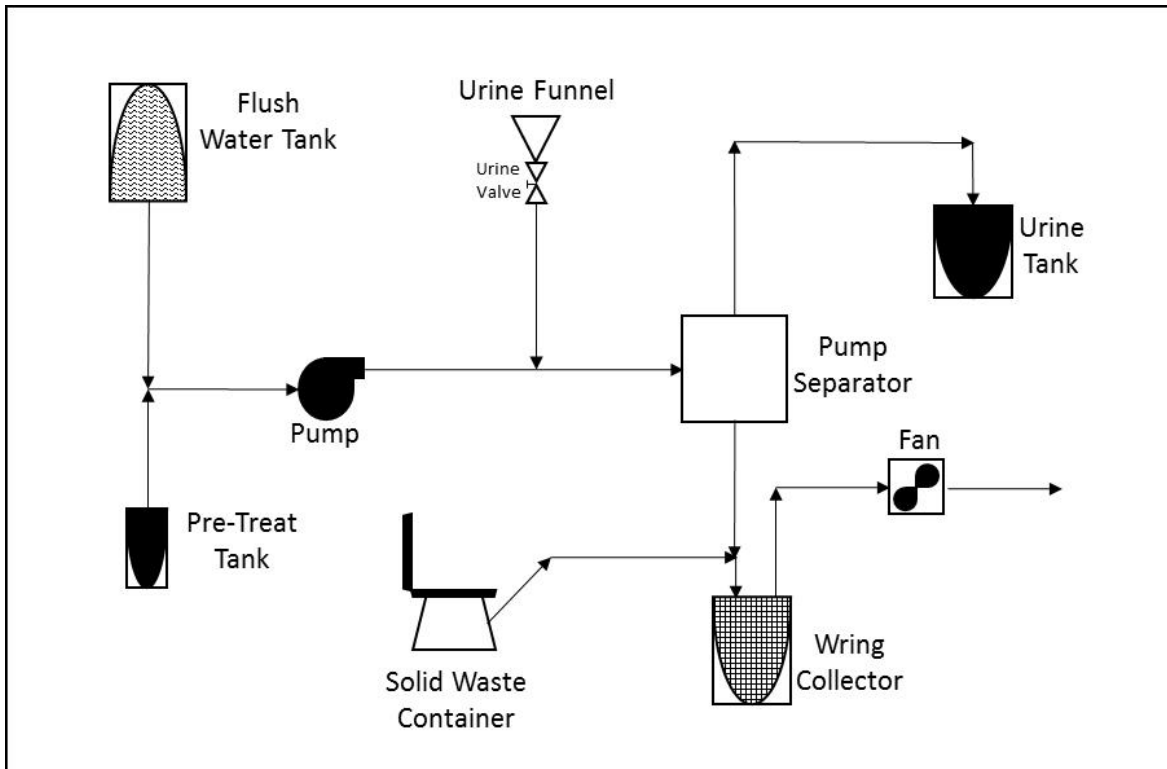 Flush
Water Tank
Urine Funnel
Urine
Valve
Urine
Tank
Pump
Separator
Pump
Fan
Pre-Treat
Tank
Solid Waste
Container
Wring
Collector